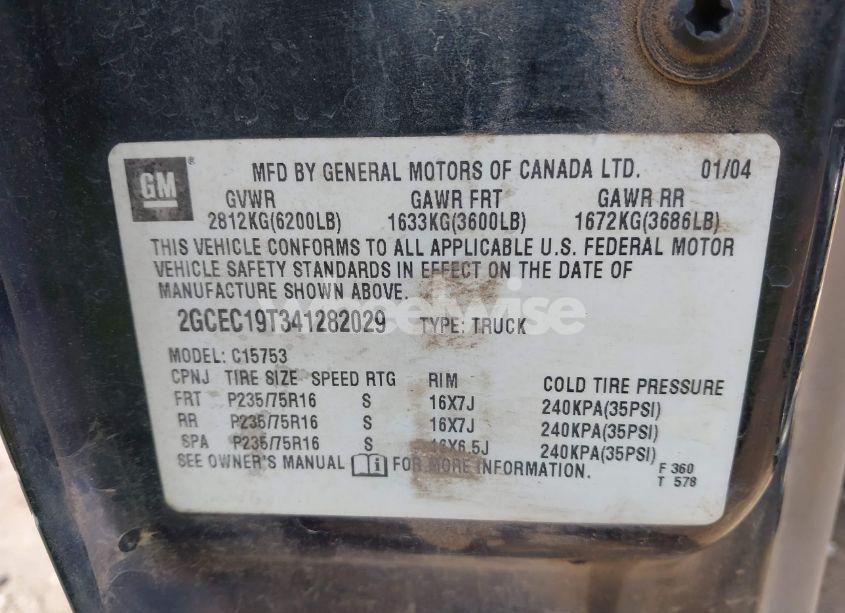 GM
MFD BY GENERAL MOTORS OF CANADA LTD. 01/04
GVWR GAWR FRT GAWR RR
2812KG(6200LB) 1633KG(3600LB) 1672KG(3686LB)
THIS VEHICLE CONFORMS TO ALL APPLICABLE U.S. FEDERAL MOTOR
VEHICLE SAFETY STANDARDS IN EFFECT ON THE DATE OF
MANUFACTURE SHOWN ABOVE.
2GCEC19T341282029 TYPE: TRUCK
MODEL: C15753
CPNJ TIRE SIZE SPEED RTG RIM COLD TIRE PRESSURE
FRT P235/75R16 S 16X7J 240KPA(35PSI)
RR P235/75R16 S 16X7J 240KPA(35PSI)
SPA P235/75R16 S 16X6.5J 240KPA(35PSI)
SEE OWNER'S MANUAL FOR MORE INFORMATION.
F 360
T 578